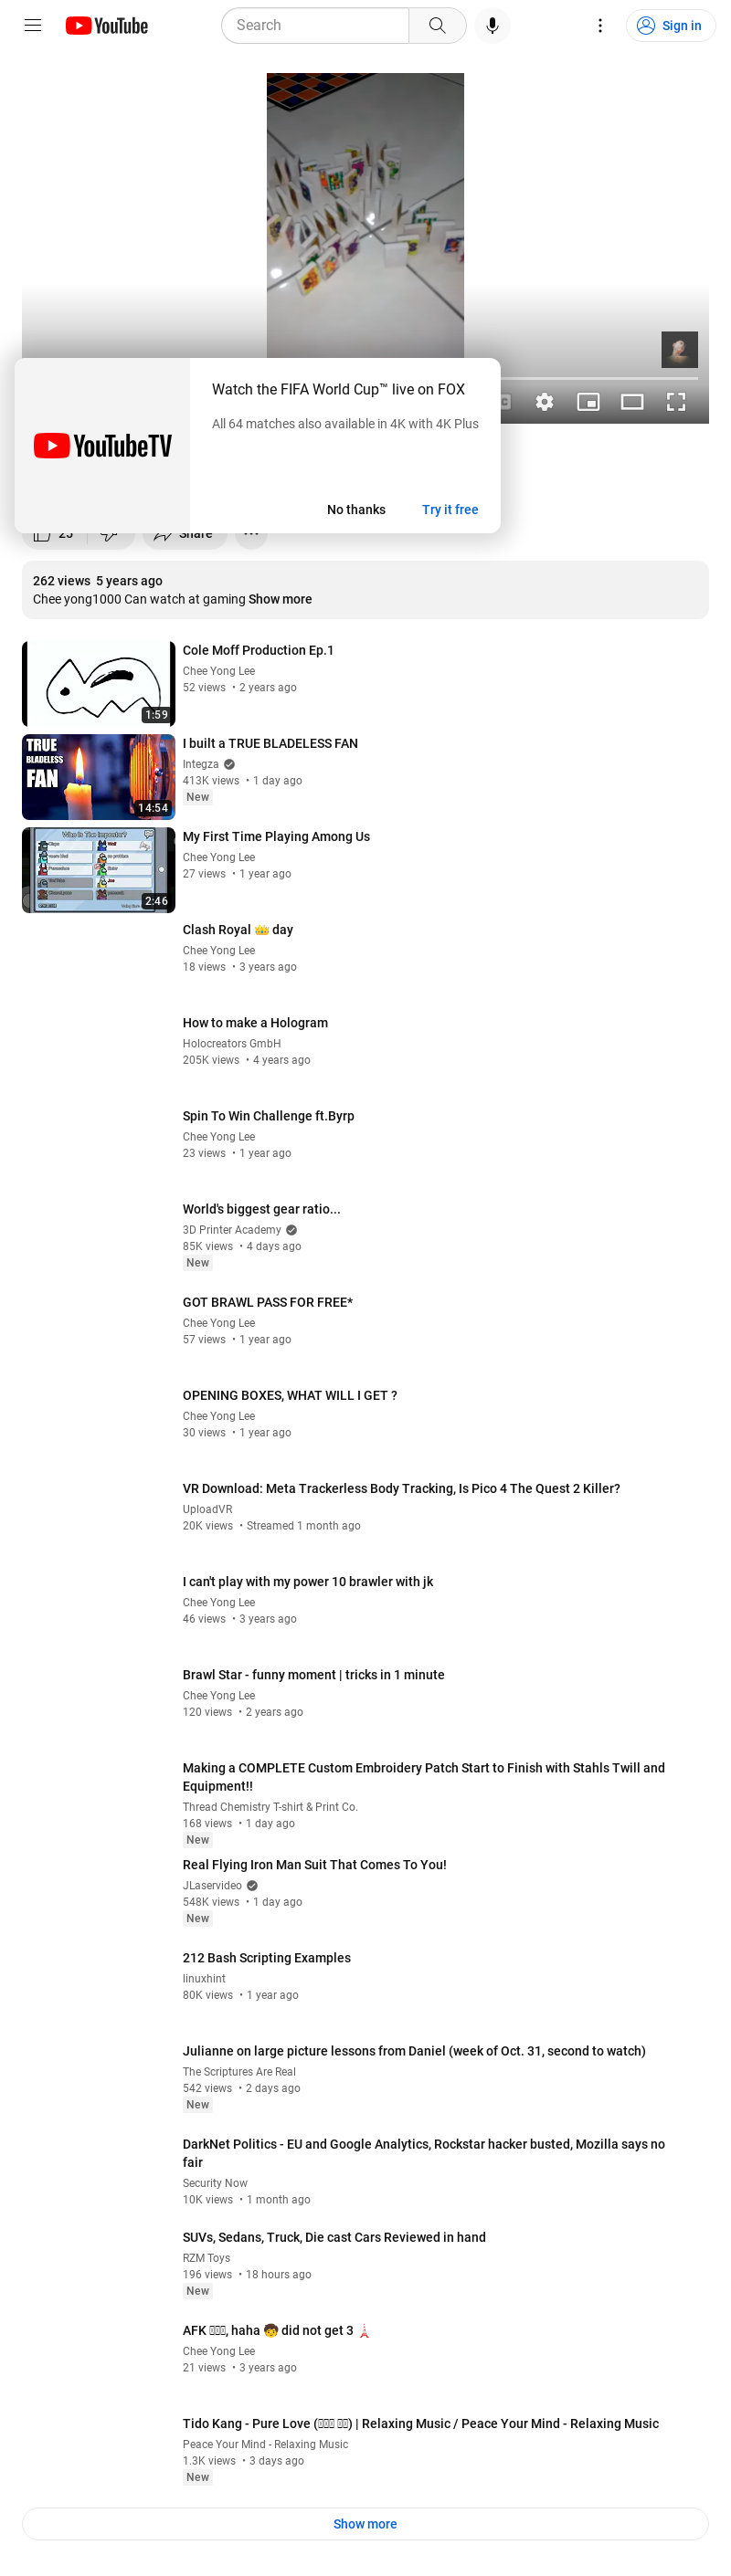 YouTube
Search
Sign in
Watch the FIFA World Cup™ live on FOX
All 64 matches also available in 4K with 4K Plus
YouTubeTV
No thanks
Try it free
25
Share
262 views 5 years ago
Chee yong1000 Can watch at gaming Show more
Cole Moff Production Ep.1
Chee Yong Lee
52 views • 2 years ago
1:59
I built a TRUE BLADELESS FAN
TRUE
BLADELESS
FAN
Integza
413K views • 1 day ago
New
14:54
My First Time Playing Among Us
Who Is The Impostor?
Chee Yong Lee
27 views • 1 year ago
2:46
Clash Royal 👑 day
Chee Yong Lee
18 views • 3 years ago
How to make a Hologram
Holocreators GmbH
205K views • 4 years ago
Spin To Win Challenge ft.Byrp
Chee Yong Lee
23 views • 1 year ago
World's biggest gear ratio...
3D Printer Academy
85K views • 4 days ago
New
GOT BRAWL PASS FOR FREE*
Chee Yong Lee
57 views • 1 year ago
OPENING BOXES, WHAT WILL I GET ?
Chee Yong Lee
30 views • 1 year ago
VR Download: Meta Trackerless Body Tracking, Is Pico 4 The Quest 2 Killer?
UploadVR
20K views • Streamed 1 month ago
I can't play with my power 10 brawler with jk
Chee Yong Lee
46 views • 3 years ago
Brawl Star - funny moment | tricks in 1 minute
Chee Yong Lee
120 views • 2 years ago
Making a COMPLETE Custom Embroidery Patch Start to Finish with Stahls Twill and
Equipment!!
Thread Chemistry T-shirt & Print Co.
168 views • 1 day ago
New
Real Flying Iron Man Suit That Comes To You!
JLaservideo
548K views • 1 day ago
New
212 Bash Scripting Examples
linuxhint
80K views • 1 year ago
Julianne on large picture lessons from Daniel (week of Oct. 31, second to watch)
The Scriptures Are Real
542 views • 2 days ago
New
DarkNet Politics - EU and Google Analytics, Rockstar hacker busted, Mozilla says no
fair
Security Now
10K views • 1 month ago
SUVs, Sedans, Truck, Die cast Cars Reviewed in hand
RZM Toys
196 views • 18 hours ago
New
AFK , haha 🧒 did not get 3 🗼
Chee Yong Lee
21 views • 3 years ago
Tido Kang - Pure Love ( ) | Relaxing Music / Peace Your Mind - Relaxing Music
Peace Your Mind - Relaxing Music
1.3K views • 3 days ago
New
Show more